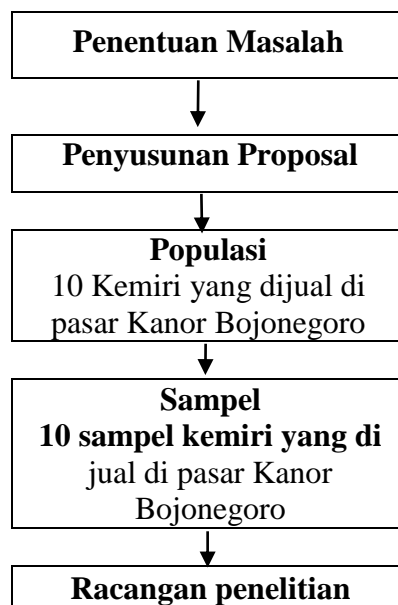 Penentuan Masalah
Penyusunan Proposal
Populasi
10 Kemiri yang dijual di
pasar Kanor Bojonegoro
Sampel
10 sampel kemiri yang di
jual di pasar Kanor
Bojonegoro
Racangan penelitian